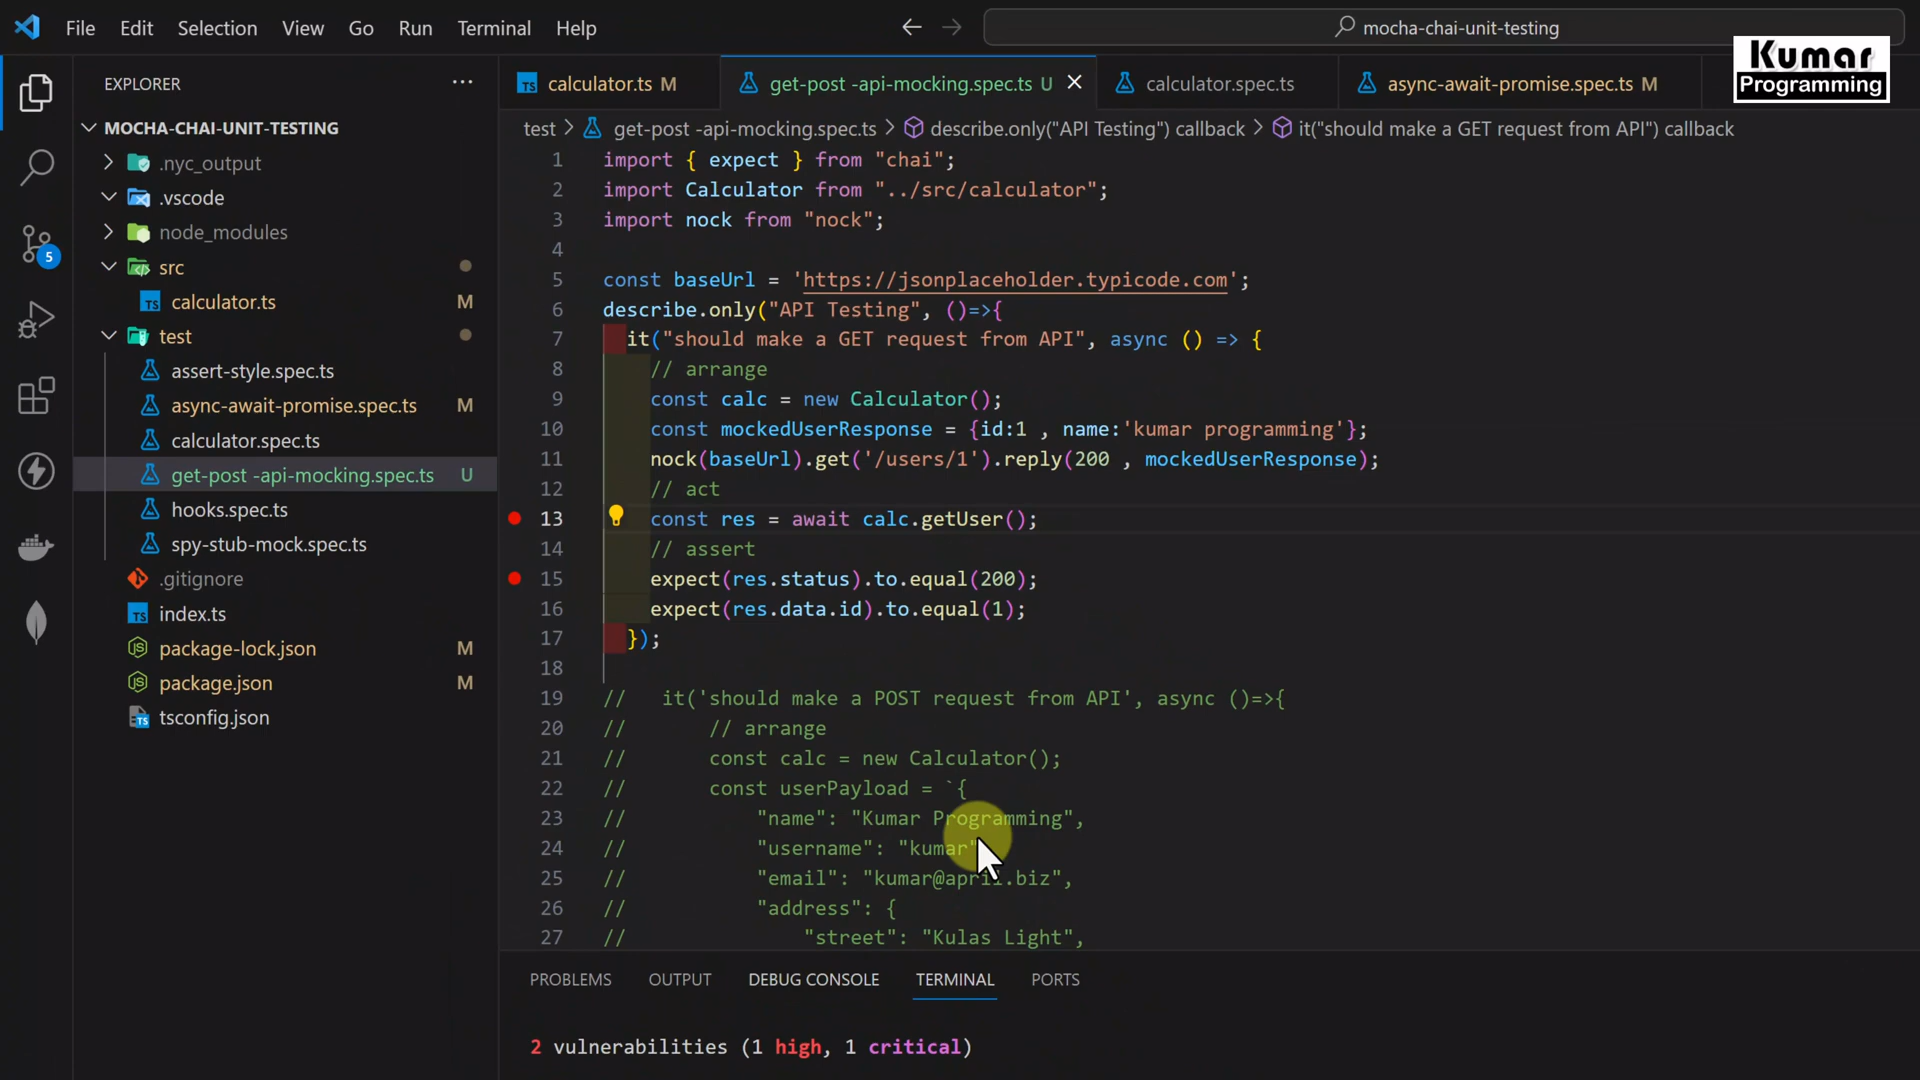 File Edit Selection View Go Run Terminal Help
mocha-chai-unit-testing
Kumar
Programming
EXPLORER
calculator.ts M
get-post -api-mocking.spec.ts U
calculator.spec.ts
async-await-promise.spec.ts M
MOCHA-CHAI-UNIT-TESTING
.nyc_output
.vscode
node_modules
src
calculator.ts M
test
assert-style.spec.ts
async-await-promise.spec.ts M
calculator.spec.ts
get-post -api-mocking.spec.ts U
hooks.spec.ts
spy-stub-mock.spec.ts
.gitignore
index.ts
package-lock.json M
package.json M
tsconfig.json
5
test > get-post -api-mocking.spec.ts > describe.only("API Testing") callback > it("should make a GET request from API") callback
1 import { expect } from "chai";
2 import Calculator from "../src/calculator";
3 import nock from "nock";
4
5 const baseUrl = 'https://jsonplaceholder.typicode.com';
6 describe.only("API Testing", ()=>{
7 it("should make a GET request from API", async () => {
8 // arrange
9 const calc = new Calculator();
10 const mockedUserResponse = {id:1 , name:'kumar programming'};
11 nock(baseUrl).get('/users/1').reply(200 , mockedUserResponse);
12 // act
13 const res = await calc.getUser();
14 // assert
15 expect(res.status).to.equal(200);
16 expect(res.data.id).to.equal(1);
17 });
18
19 // it('should make a POST request from API', async ()=>{
20 // // arrange
21 // const calc = new Calculator();
22 // const userPayload = `{
23 // "name": "Kumar Programming",
24 // "username": "kumar"
25 // "email": "kumar@april.biz",
26 // "address": {
27 // "street": "Kulas Light",
PROBLEMS OUTPUT DEBUG CONSOLE TERMINAL PORTS
2 vulnerabilities (1 high, 1 critical)